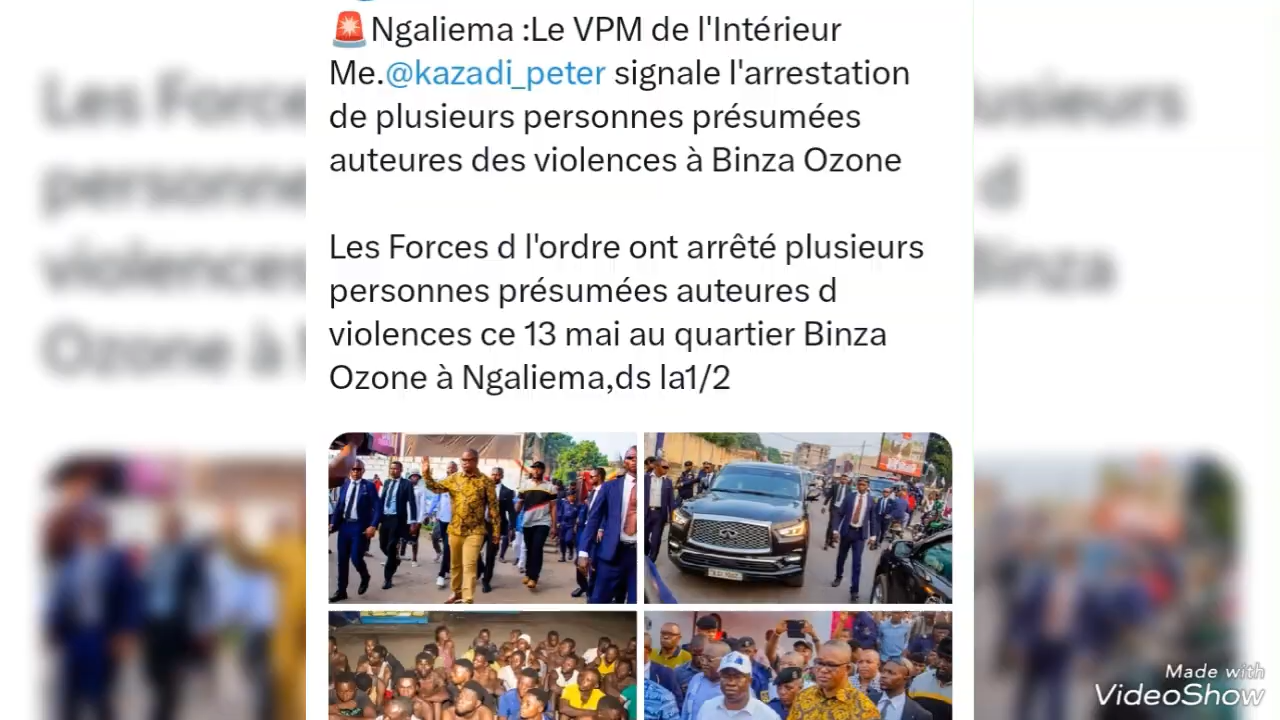 🚨Ngaliema :Le VPM de l'Intérieur
Me.@kazadi_peter signale l'arrestation
de plusieurs personnes présumées
auteures des violences à Binza Ozone
Les Forces d l'ordre ont arrêté plusieurs
personnes présumées auteures d
violences ce 13 mai au quartier Binza
Ozone à Ngaliema,ds la1/2
Made with
VideoShow